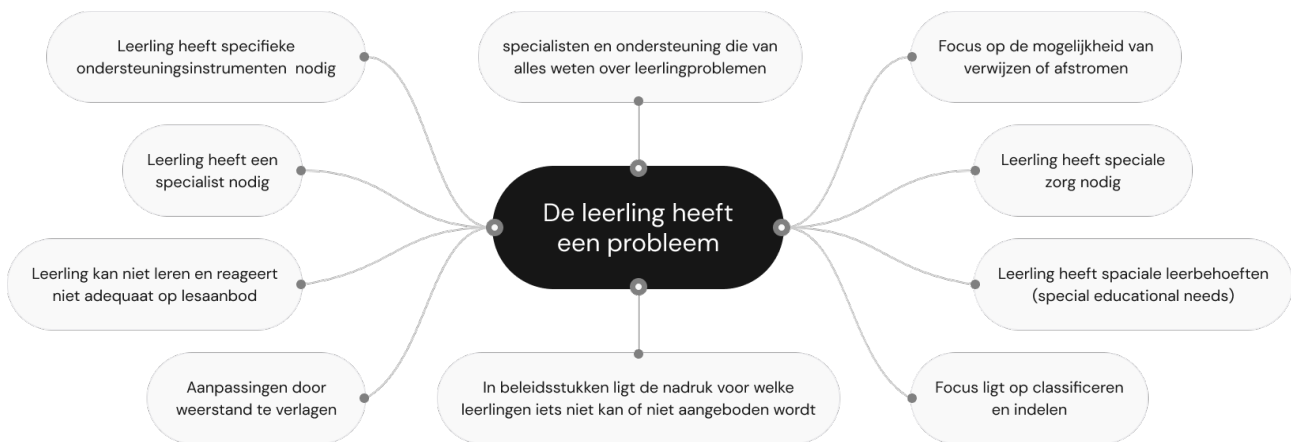 Leerling heeft specifieke
ondersteuningsinstrumenten  nodig
specialisten en ondersteuning die van
alles weten over leerlingproblemen
Focus op de mogelijkheid van
verwijzen of afstromen
Leerling heeft een
specialist nodig
Leerling heeft speciale
zorg nodig
De leerling heeft
een probleem
Leerling kan niet leren en reageert
niet adequaat op lesaanbod
Leerling heeft spaciale leerbehoeften
(special educational needs)
Aanpassingen door
weerstand te verlagen
In beleidsstukken ligt de nadruk voor welke
leerlingen iets niet kan of niet aangeboden wordt
Focus ligt op classificeren
en indelen